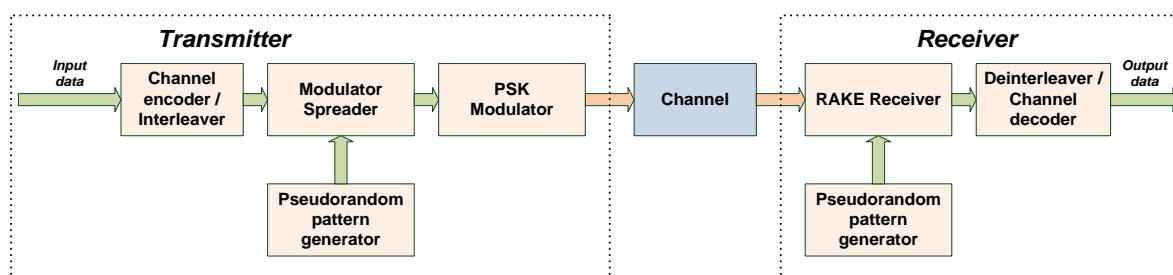 Transmitter
Input
data
Channel
encoder /
Interleaver
Modulator
Spreader
PSK
Modulator
Pseudorandom
pattern
generator
Channel
Receiver
RAKE Receiver
Deinterleaver /
Channel
decoder
Output
data
Pseudorandom
pattern
generator